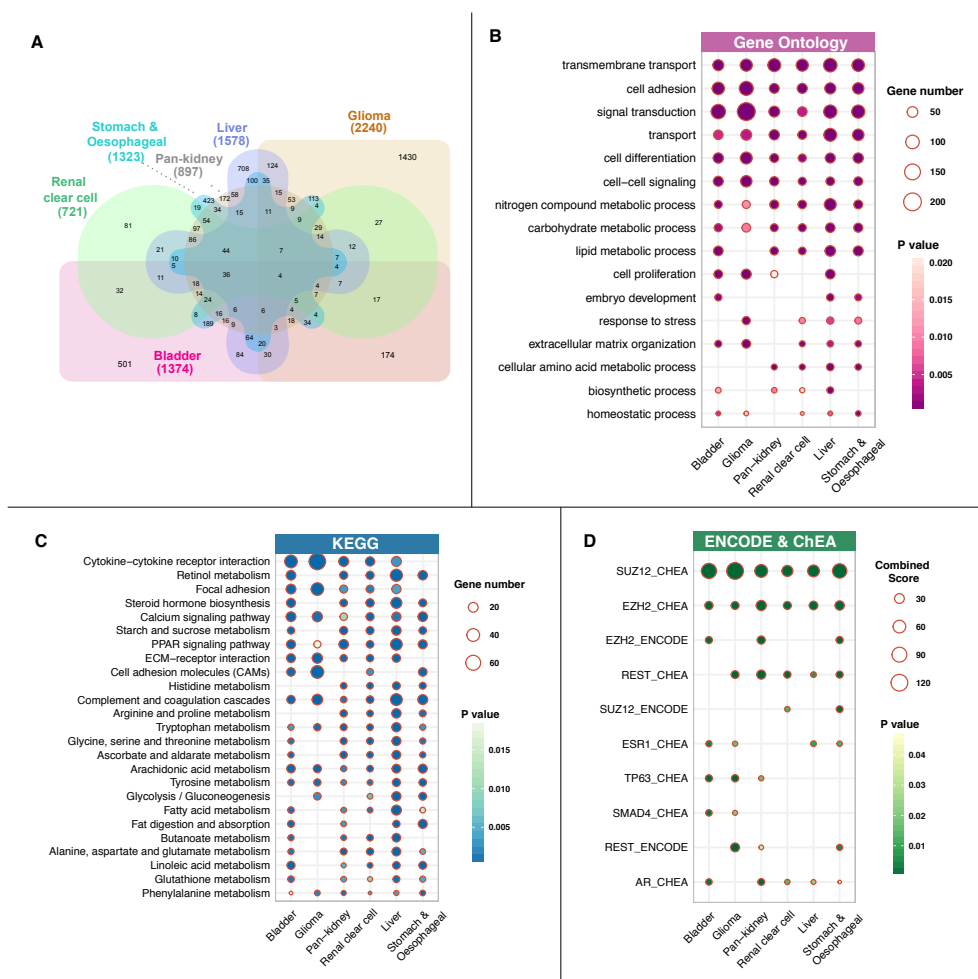 A
Stomach &
Oesophageal
(1323)
Liver
(1578)
Glioma
(2240)
Pan-kidney
(897)
Renal
clear cell
(721)
Bladder
(1374)
1430
708
124
100
35
423
172
58
15
53
113
4
19
34
15
11
9
9
81
54
97
29
14
27
86
21
44
7
12
10
5
7
4
11
36
4
7
32
18
14
24
4
7
17
5
8
16
6
6
4
189
16
9
18
34
4
3
64
20
84
30
501
174
B
Gene Ontology
transmembrane transport
cell adhesion
signal transduction
transport
cell differentiation
cell−cell signaling
nitrogen compound metabolic process
carbohydrate metabolic process
lipid metabolic process
cell proliferation
embryo development
response to stress
extracellular matrix organization
cellular amino acid metabolic process
biosynthetic process
homeostatic process
Bladder
Glioma
Pan−kidney
Renal clear cell
Liver
Stomach &
Oesophageal
Gene number
50
100
150
200
P value
0.020
0.015
0.010
0.005
C
KEGG
Cytokine−cytokine receptor interaction
Retinol metabolism
Focal adhesion
Steroid hormone biosynthesis
Calcium signaling pathway
Starch and sucrose metabolism
PPAR signaling pathway
ECM−receptor interaction
Cell adhesion molecules (CAMs)
Histidine metabolism
Complement and coagulation cascades
Arginine and proline metabolism
Tryptophan metabolism
Glycine, serine and threonine metabolism
Ascorbate and aldarate metabolism
Arachidonic acid metabolism
Tyrosine metabolism
Glycolysis / Gluconeogenesis
Fatty acid metabolism
Fat digestion and absorption
Butanoate metabolism
Alanine, aspartate and glutamate metabolism
Linoleic acid metabolism
Glutathione metabolism
Phenylalanine metabolism
Bladder
Glioma
Pan−kidney
Renal clear cell
Liver
Stomach &
Oesophageal
Gene number
20
40
60
P value
0.015
0.010
0.005
D
ENCODE & ChEA
SUZ12_CHEA
EZH2_CHEA
EZH2_ENCODE
REST_CHEA
SUZ12_ENCODE
ESR1_CHEA
TP63_CHEA
SMAD4_CHEA
REST_ENCODE
AR_CHEA
Bladder
Glioma
Pan−kidney
Renal clear cell
Liver
Stomach &
Oesophageal
Combined
Score
30
60
90
120
P value
0.04
0.03
0.02
0.01